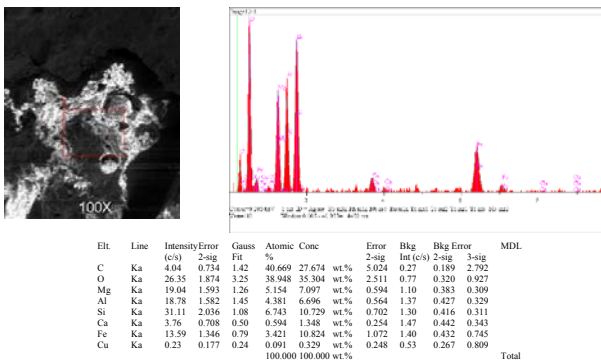 100X
Elt. Line Intensity Error Gauss Atomic Conc Error Bkg Bkg Error MDL
(c/s) 2-sig Fit % 2-sig Int (c/s) 2-sig 3-sig
C Ka 4.04 0.734 1.42 40.669 27.674 wt.% 5.024 0.27 0.189 2.792
O Ka 26.35 1.874 3.25 38.948 35.304 wt.% 2.511 0.77 0.320 0.927
Mg Ka 19.04 1.593 1.26 5.154 7.097 wt.% 0.594 1.10 0.383 0.309
Al Ka 18.78 1.582 1.45 4.381 6.696 wt.% 0.564 1.37 0.427 0.329
Si Ka 31.11 2.036 1.08 6.743 10.729 wt.% 0.702 1.30 0.416 0.311
Ca Ka 3.76 0.708 0.50 0.594 1.348 wt.% 0.254 1.47 0.442 0.343
Fe Ka 13.59 1.346 0.79 3.421 10.824 wt.% 1.072 1.40 0.432 0.745
Cu Ka 0.23 0.177 0.24 0.091 0.329 wt.% 0.248 0.53 0.267 0.809
100.000 100.000 wt.% Total